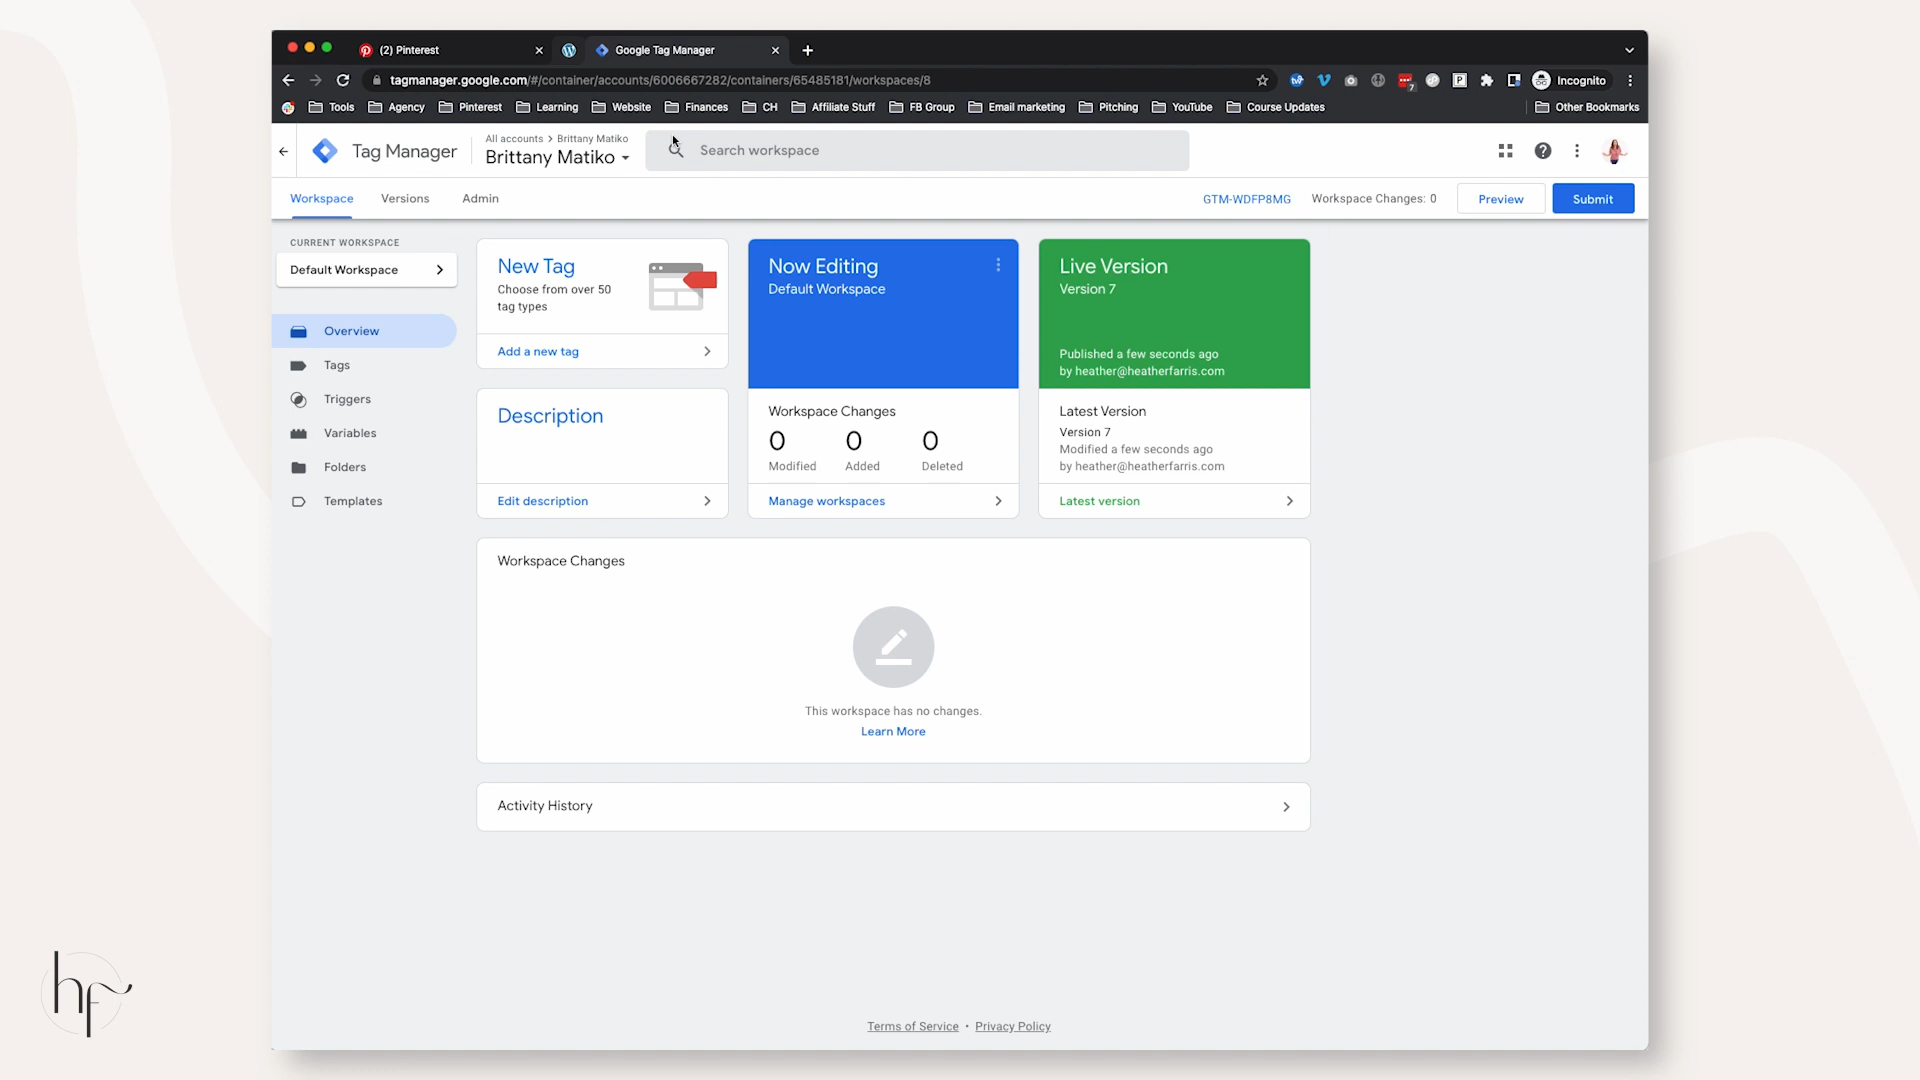 (2) Pinterest
Google Tag Manager
tagmanager.google.com/#/container/accounts/6006667282/containers/65485181/workspaces/8
7
Incognito
Tools
Agency
Pinterest
Learning
Website
Finances
CH
Affiliate Stuff
FB Group
Email marketing
Pitching
YouTube
Course Updates
Other Bookmarks
Tag Manager
All accounts > Brittany Matiko
Brittany Matiko
Search workspace
Workspace
Versions
Admin
GTM-WDFP8MG
Workspace Changes: 0
Preview
Submit
CURRENT WORKSPACE
Default Workspace
Overview
Tags
Triggers
Variables
Folders
Templates
New Tag
Choose from over 50
tag types
Add a new tag
Description
Edit description
Now Editing
Default Workspace
Workspace Changes
0 0 0
Modified Added Deleted
Manage workspaces
Live Version
Version 7
Published a few seconds ago
by heather@heatherfarris.com
Latest Version
Version 7
Modified a few seconds ago
by heather@heatherfarris.com
Latest version
Workspace Changes
This workspace has no changes.
Learn More
Activity History
Terms of Service • Privacy Policy
hf